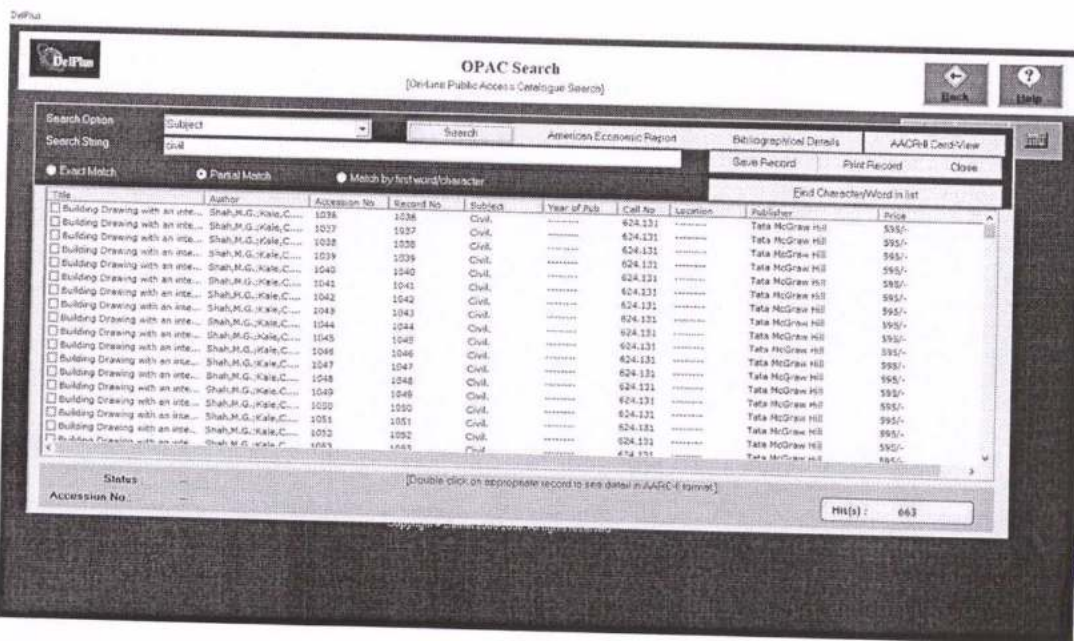 DelPlus
DelPlus
OPAC Search
[On-Line Public Access Catalogue Search]
Back
Help
Search Option
Subject
Search
American Economic Report
Bibliographical Details
AACR-II Card-View
Search String
civil
Save Record
Print Record
Close
Exact Match
Partial Match
Match by first word/character
Find Character/Word in list
Title Author Accession No Record No Subject Year of Pub Call No Location Publisher Price
Building Drawing with an inte... Shah,M.G.;Kale,C.... 1036 1036 Civil. -------- 624.131 -------- Tata McGraw Hill 595/-
Building Drawing with an inte... Shah,M.G.;Kale,C.... 1037 1037 Civil. -------- 624.131 -------- Tata McGraw Hill 595/-
Building Drawing with an inte... Shah,M.G.;Kale,C.... 1038 1038 Civil. -------- 624.131 -------- Tata McGraw Hill 595/-
Building Drawing with an inte... Shah,M.G.;Kale,C.... 1039 1039 Civil. -------- 624.131 -------- Tata McGraw Hill 595/-
Building Drawing with an inte... Shah,M.G.;Kale,C.... 1040 1040 Civil. -------- 624.131 -------- Tata McGraw Hill 595/-
Building Drawing with an inte... Shah,M.G.;Kale,C.... 1041 1041 Civil. -------- 624.131 -------- Tata McGraw Hill 595/-
Building Drawing with an inte... Shah,M.G.;Kale,C.... 1042 1042 Civil. -------- 624.131 -------- Tata McGraw Hill 595/-
Building Drawing with an inte... Shah,M.G.;Kale,C.... 1043 1043 Civil. -------- 624.131 -------- Tata McGraw Hill 595/-
Building Drawing with an inte... Shah,M.G.;Kale,C.... 1044 1044 Civil. -------- 624.131 -------- Tata McGraw Hill 595/-
Building Drawing with an inte... Shah,M.G.;Kale,C.... 1045 1045 Civil. -------- 624.131 -------- Tata McGraw Hill 595/-
Building Drawing with an inte... Shah,M.G.;Kale,C.... 1046 1046 Civil. -------- 624.131 -------- Tata McGraw Hill 595/-
Building Drawing with an inte... Shah,M.G.;Kale,C.... 1047 1047 Civil. -------- 624.131 -------- Tata McGraw Hill 595/-
Building Drawing with an inte... Shah,M.G.;Kale,C.... 1048 1048 Civil. -------- 624.131 -------- Tata McGraw Hill 595/-
Building Drawing with an inte... Shah,M.G.;Kale,C.... 1049 1049 Civil. -------- 624.131 -------- Tata McGraw Hill 595/-
Building Drawing with an inte... Shah,M.G.;Kale,C.... 1050 1050 Civil. -------- 624.131 -------- Tata McGraw Hill 595/-
Building Drawing with an inte... Shah,M.G.;Kale,C.... 1051 1051 Civil. -------- 624.131 -------- Tata McGraw Hill 595/-
Building Drawing with an inte... Shah,M.G.;Kale,C.... 1052 1052 Civil. -------- 624.131 -------- Tata McGraw Hill 595/-
Building Drawing with an inte... Shah,M.G.;Kale,C.... 1053 1053 Civil. -------- 624.131 -------- Tata McGraw Hill 595/-
Status : --
[Double click on appropriate record to see detail in AARC-II format]
Accession No.: --
Hit(s) : 663